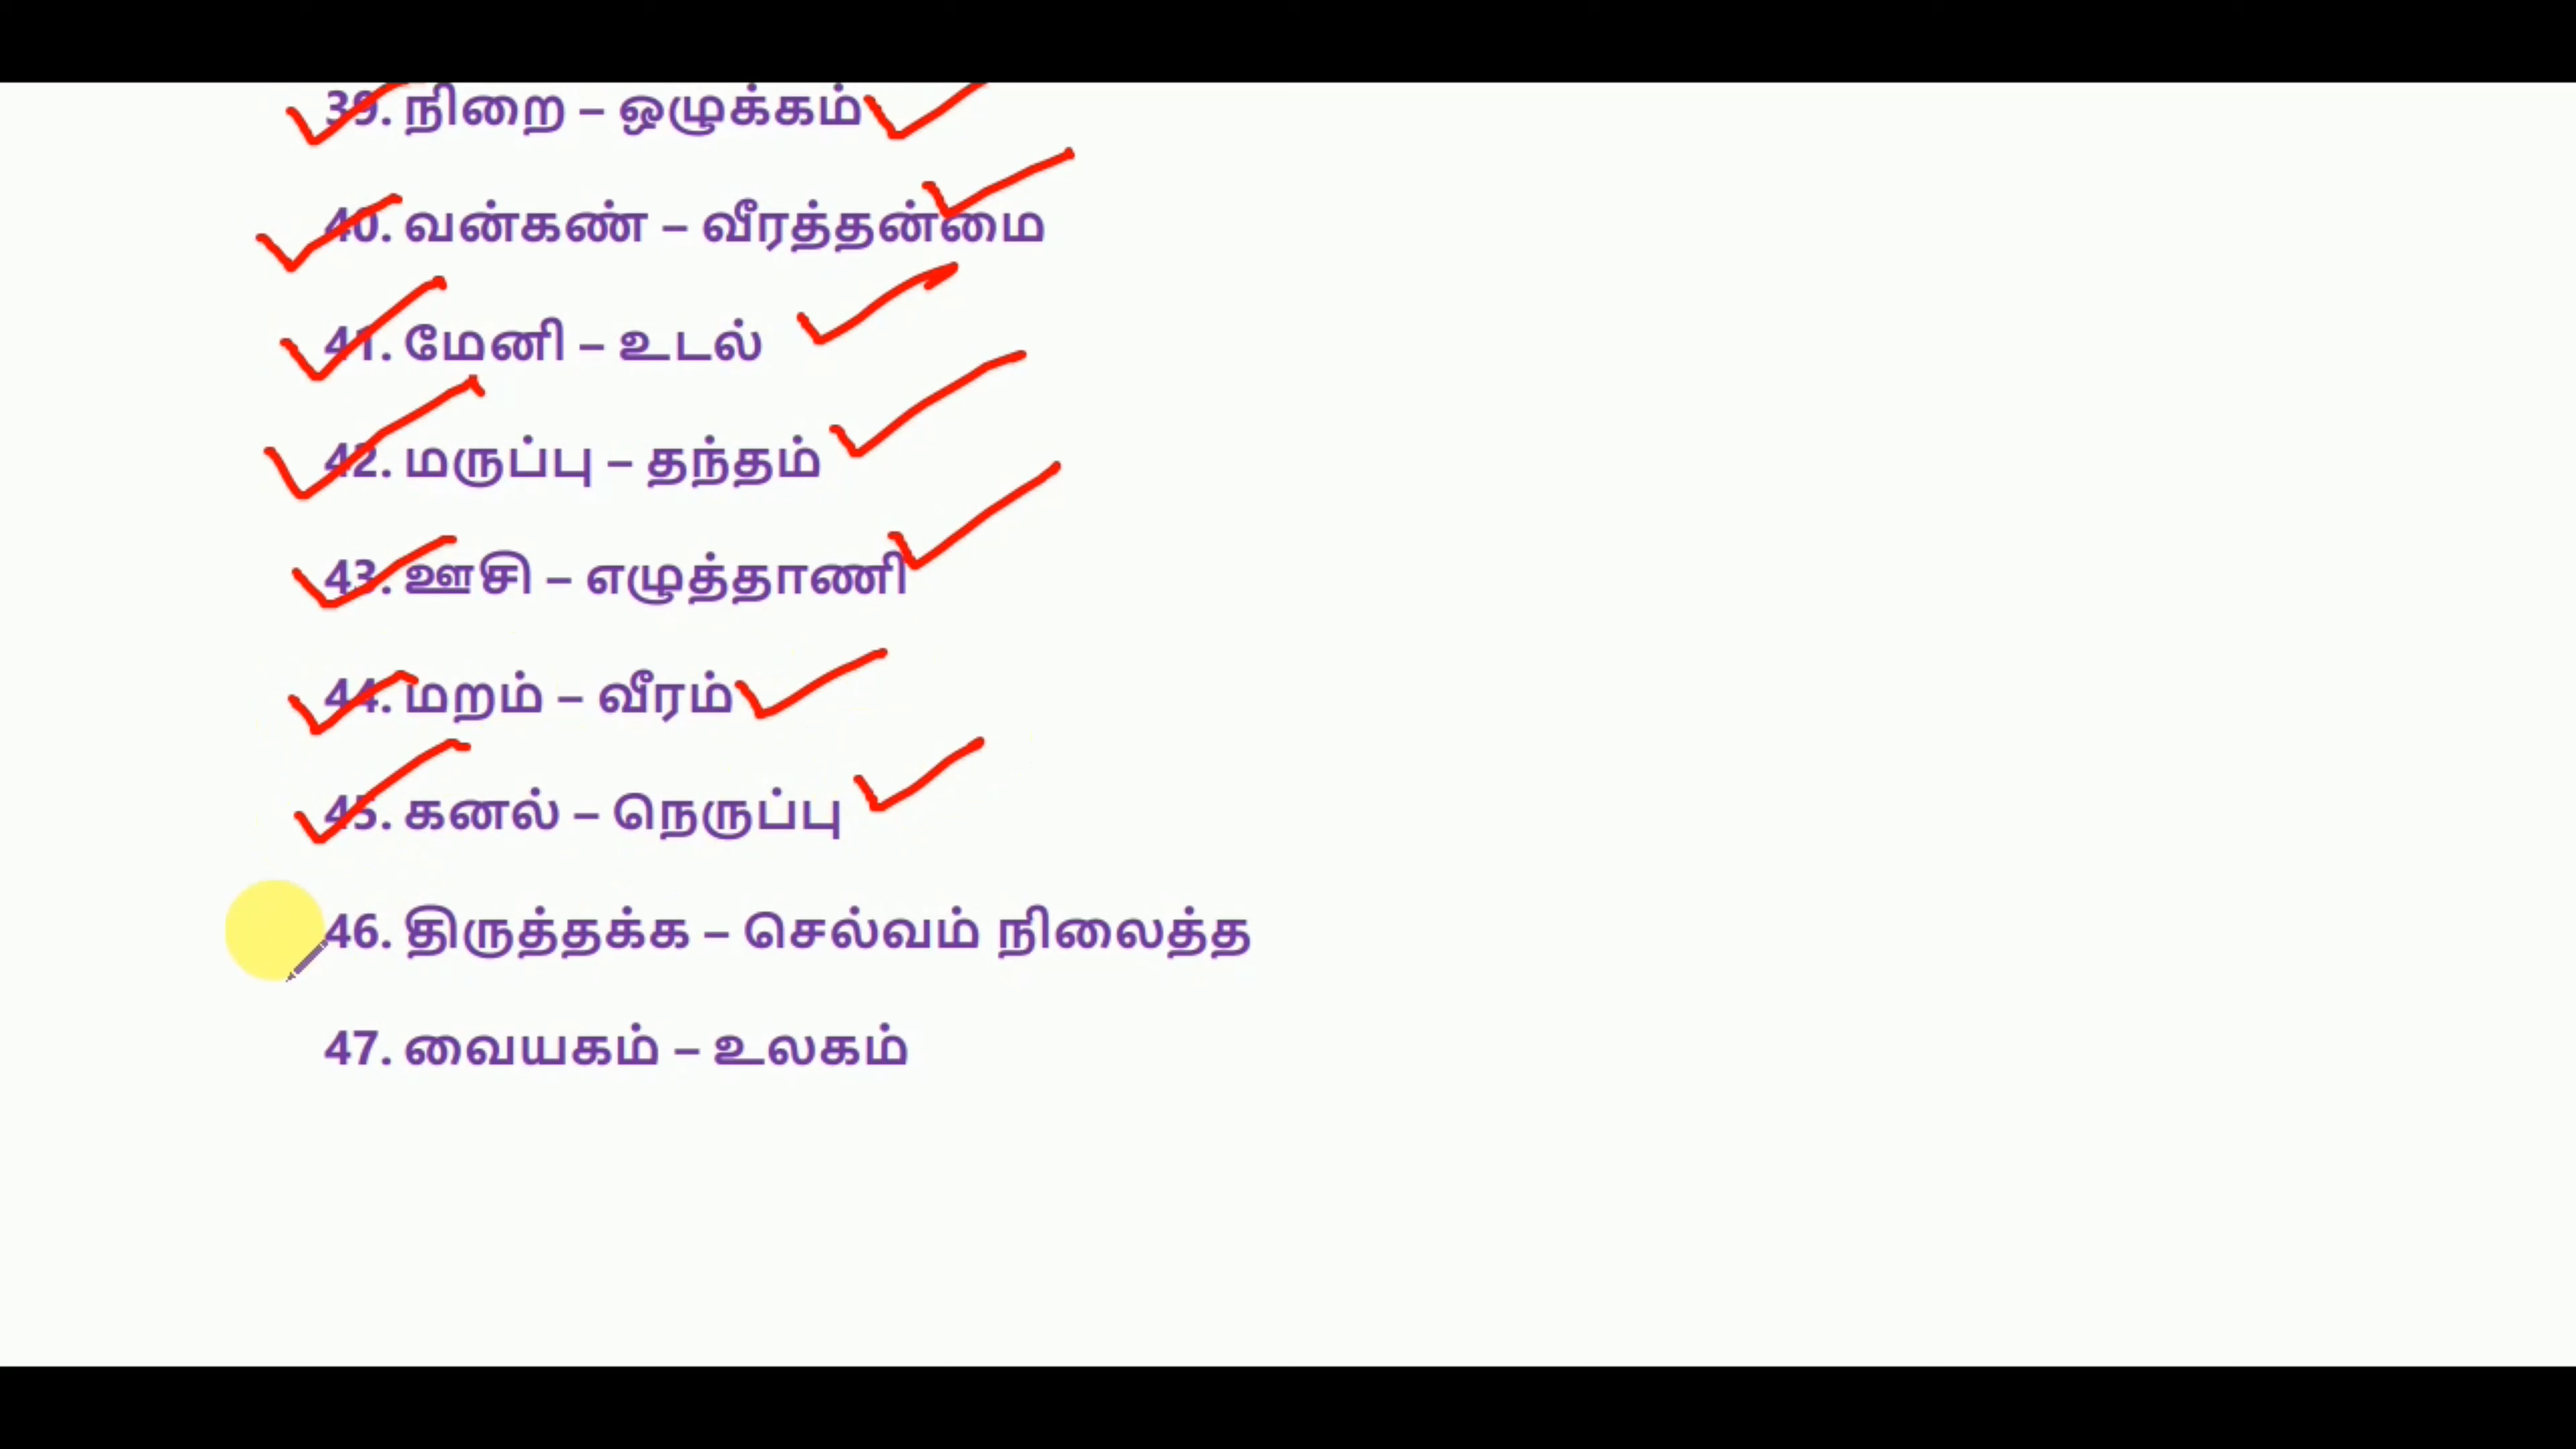 39. நிறை – ஒழுக்கம்
40. வன்கண் – வீரத்தன்மை
41. மேனி – உடல்
42. மருப்பு – தந்தம்
43. ஊசி – எழுத்தாணி
44. மறம் – வீரம்
45. கனல் – நெருப்பு
46. திருத்தக்க – செல்வம் நிலைத்த
47. வையகம் – உலகம்